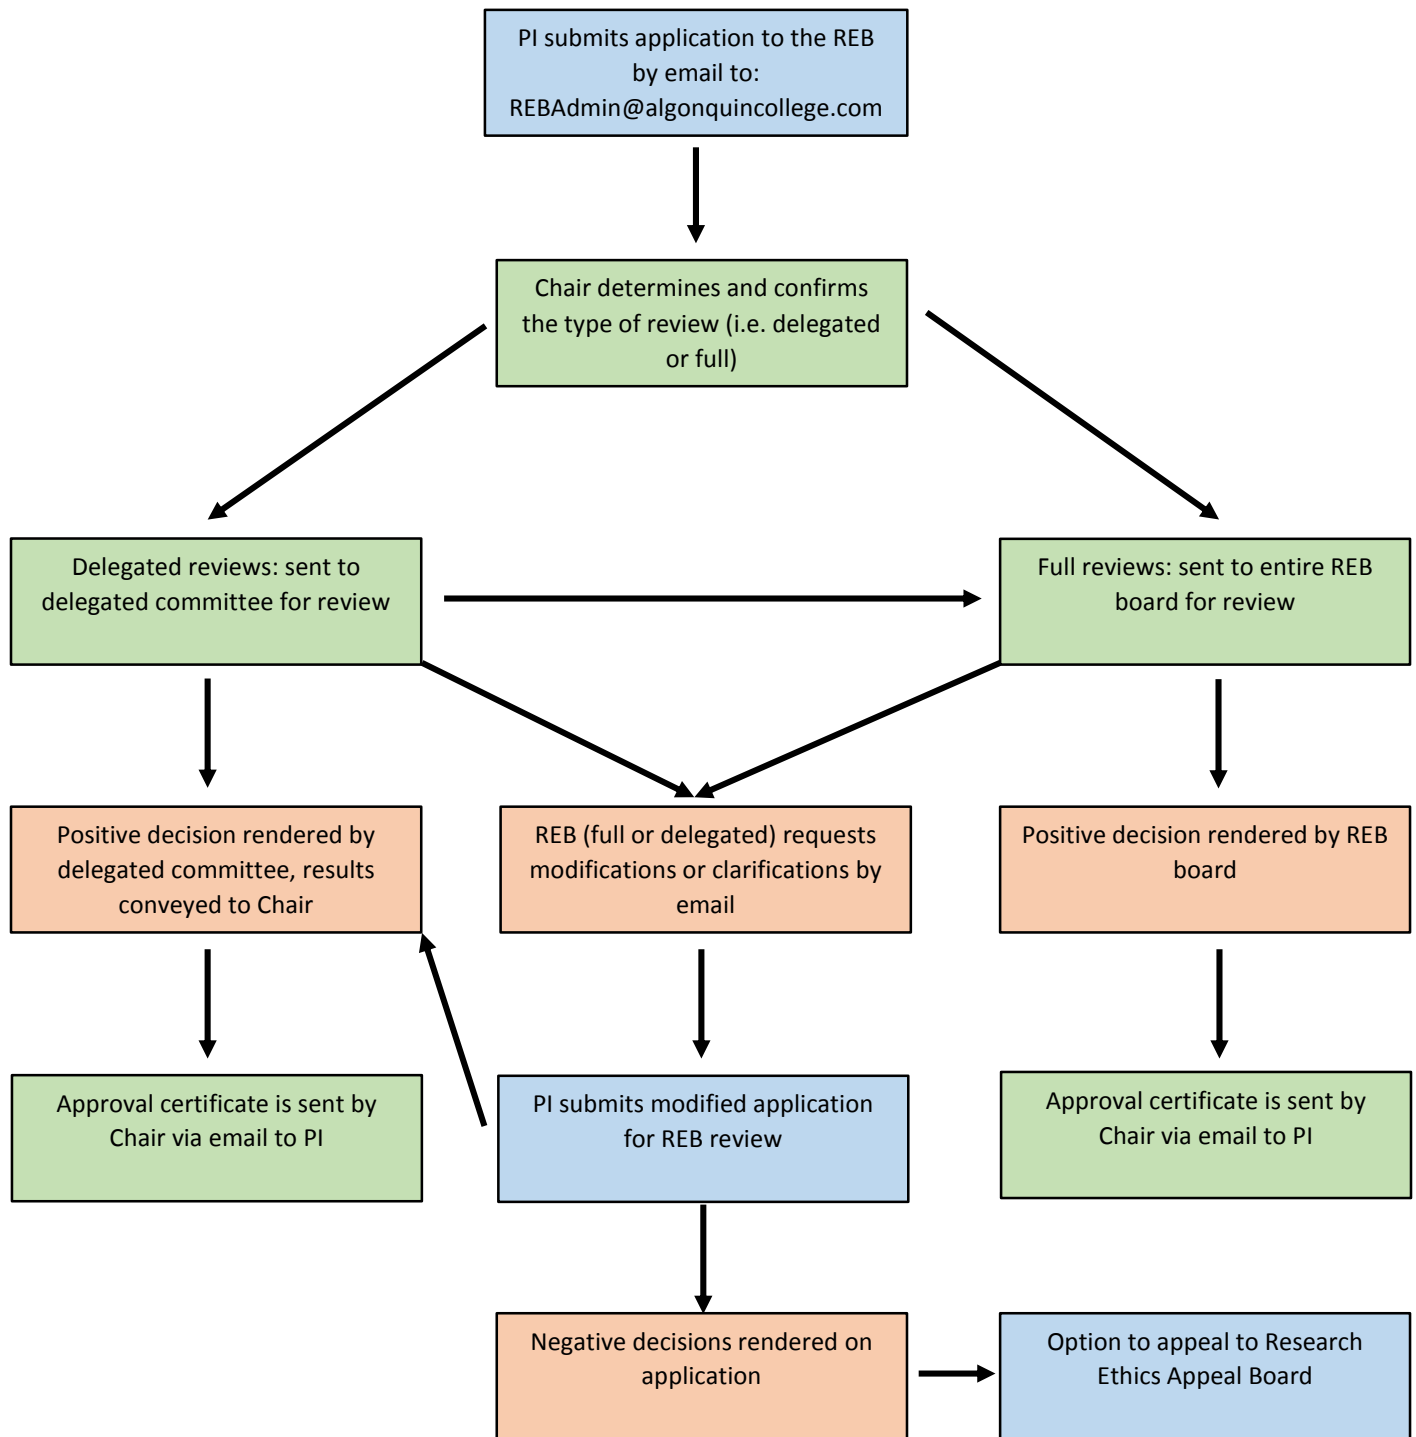 PI submits application to the REB
by email to:
REBAdmin@algonquincollege.com
Chair determines and confirms
the type of review (i.e. delegated
or full)
Delegated reviews: sent to
delegated committee for review
Full reviews: sent to entire REB
board for review
Positive decision rendered by
delegated committee, results
conveyed to Chair
REB (full or delegated) requests
modifications or clarifications by
email
Positive decision rendered by REB
board
Approval certificate is sent by
Chair via email to PI
PI submits modified application
for REB review
Approval certificate is sent by
Chair via email to PI
Negative decisions rendered on
application
Option to appeal to Research
Ethics Appeal Board